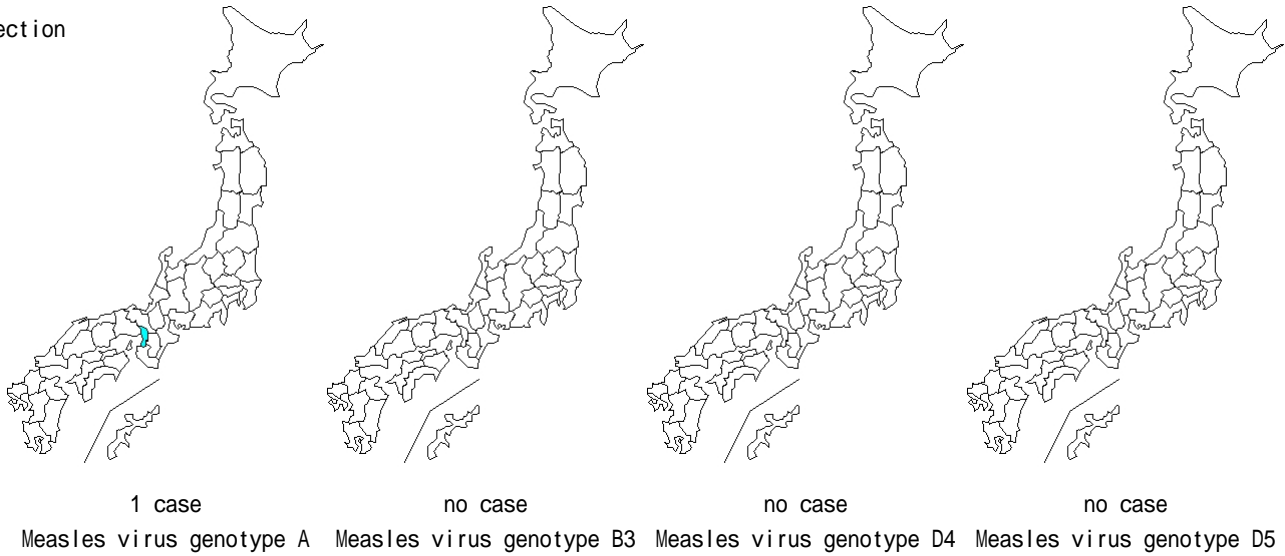 ection
1 case
no case
no case
no case
Measles virus genotype A
Measles virus genotype B3
Measles virus genotype D4
Measles virus genotype D5